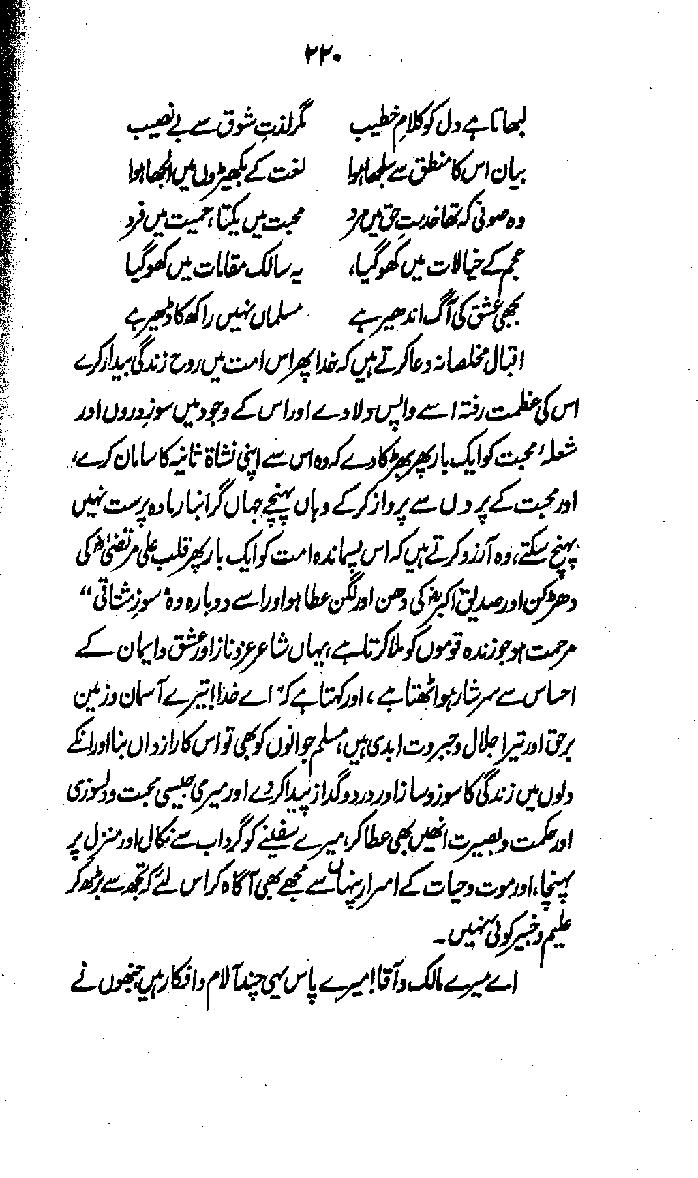 ۲۲۰
لبھاتا ہے دل کو کلامِ خطیب    مگر لذتِ شوق سے بے نصیب
بیان اس کا منطق سے سلجھا ہوا    لغت کے بکھیڑوں میں الجھا ہوا
وہ صوفی کہ تھا خدمتِ حق میں مرد    محبت میں یکتا، حمیت میں فرد
عجم کے خیالات میں کھو گیا،    یہ سالک مقامات میں کھو گیا
بجھی عشق کی آگ اندھیر ہے    مسلماں نہیں راکھ کا ڈھیر ہے
اقبال مخلصانہ دعا کرتے ہیں کہ خدا پھر اس امت میں روح زندگی بیدار کرے
اس کی عظمت رفتہ اسے واپس دلا دے اور اس کے وجود میں سوزِ دروں اور
شعلۂ محبت کو ایک بار پھر بھڑکا دے کہ وہ اس سے اپنی نشاۃ ثانیہ کا سامان کرے،
اور محبت کے پروں سے پرواز کر کے وہاں پہنچے جہاں گرانبار مادہ پرست نہیں
پہنچ سکتے، وہ آرزو کرتے ہیں کہ اس پسماندہ امت کو ایک بار پھر قلب علی مرتضیٰؓ کی
دھڑکن اور صدیق اکبرؓ کی دھن اور لگن عطا ہو اور اسے دوبارہ وہ "سوزِ مشتاقی"
مرحمت ہو جو زندہ قوموں کو ملا کرتا ہے، یہاں شاعر عز و ناز اور عشق و ایمان کے
احساس سے سرشار ہو اٹھتا ہے، اور کہتا ہے کہ "اے خدا! تیرے آسمان و زمین
برحق اور تیرا جلال و جبروت ابدی ہیں، مسلم جوانوں کو بھی تو اس کا رازداں بنا اور انکے
دلوں میں زندگی کا سوز و ساز اور درد و گداز پیدا کر دے اور میری جیسی محبت و دلسوزی
اور حکمت و بصیرت انھیں بھی عطا کر، میرے سفینے کو گرداب سے نکال اور منزل پر
پہنچا، اور موت و حیات کے اسرار پنہاں سے مجھے بھی آگاہ کر اس لئے کہ تجھ سے بڑھ کر
علیم و خبیر کوئی نہیں۔
اے میرے مالک و آقا! میرے پاس یہی چند آلام و افکار ہیں جنھوں نے